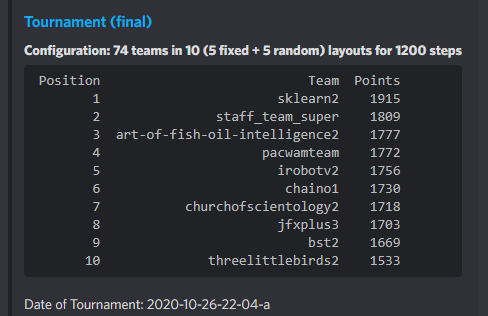 Tournament (final)
Configuration: 74 teams in 10 (5 fixed + 5 random) layouts for 1200 steps
Position Team Points
1 sklearn2 1915
2 staff_team_super 1809
3 art-of-fish-oil-intelligence2 1777
4 pacwamteam 1772
5 irobotv2 1756
6 chaino1 1730
7 churchofscientology2 1718
8 jfxplus3 1703
9 bst2 1669
10 threelittlebirds2 1533
Date of Tournament: 2020-10-26-22-04-a